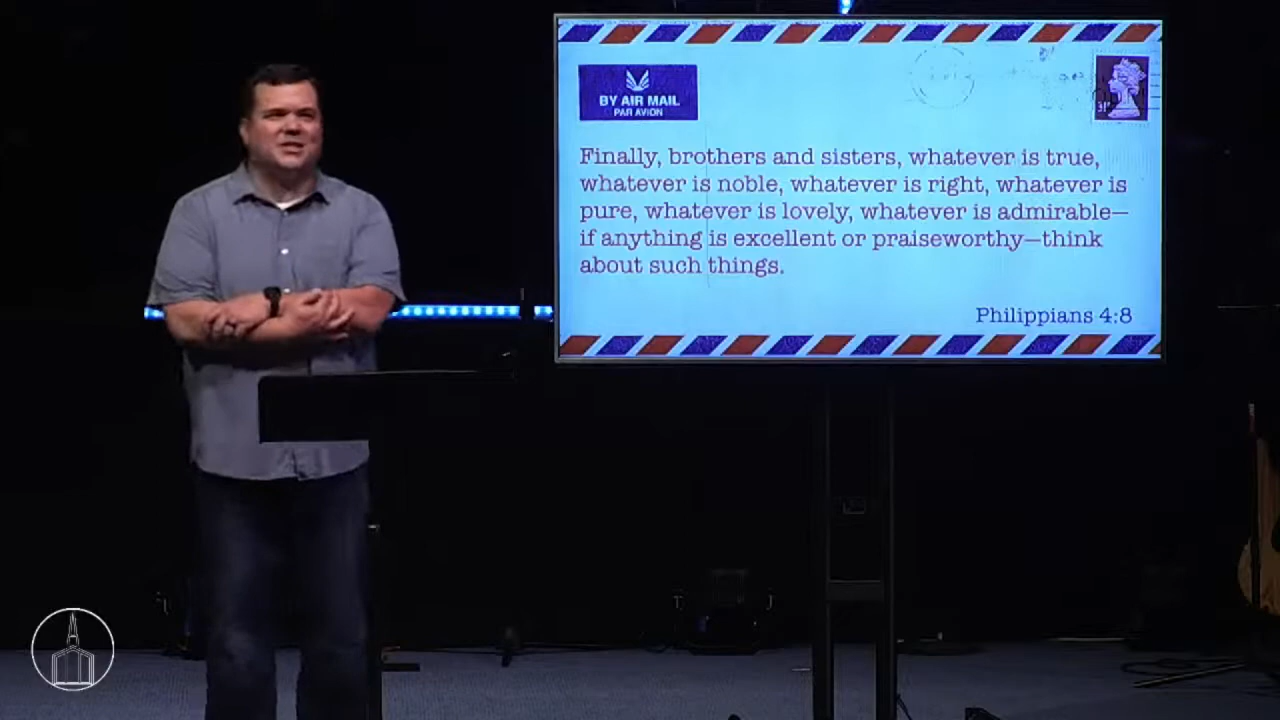 BY AIR MAIL
PAR AVION
Finally, brothers and sisters, whatever is true,
whatever is noble, whatever is right, whatever is
pure, whatever is lovely, whatever is admirable—
if anything is excellent or praiseworthy—think
about such things.
Philippians 4:8